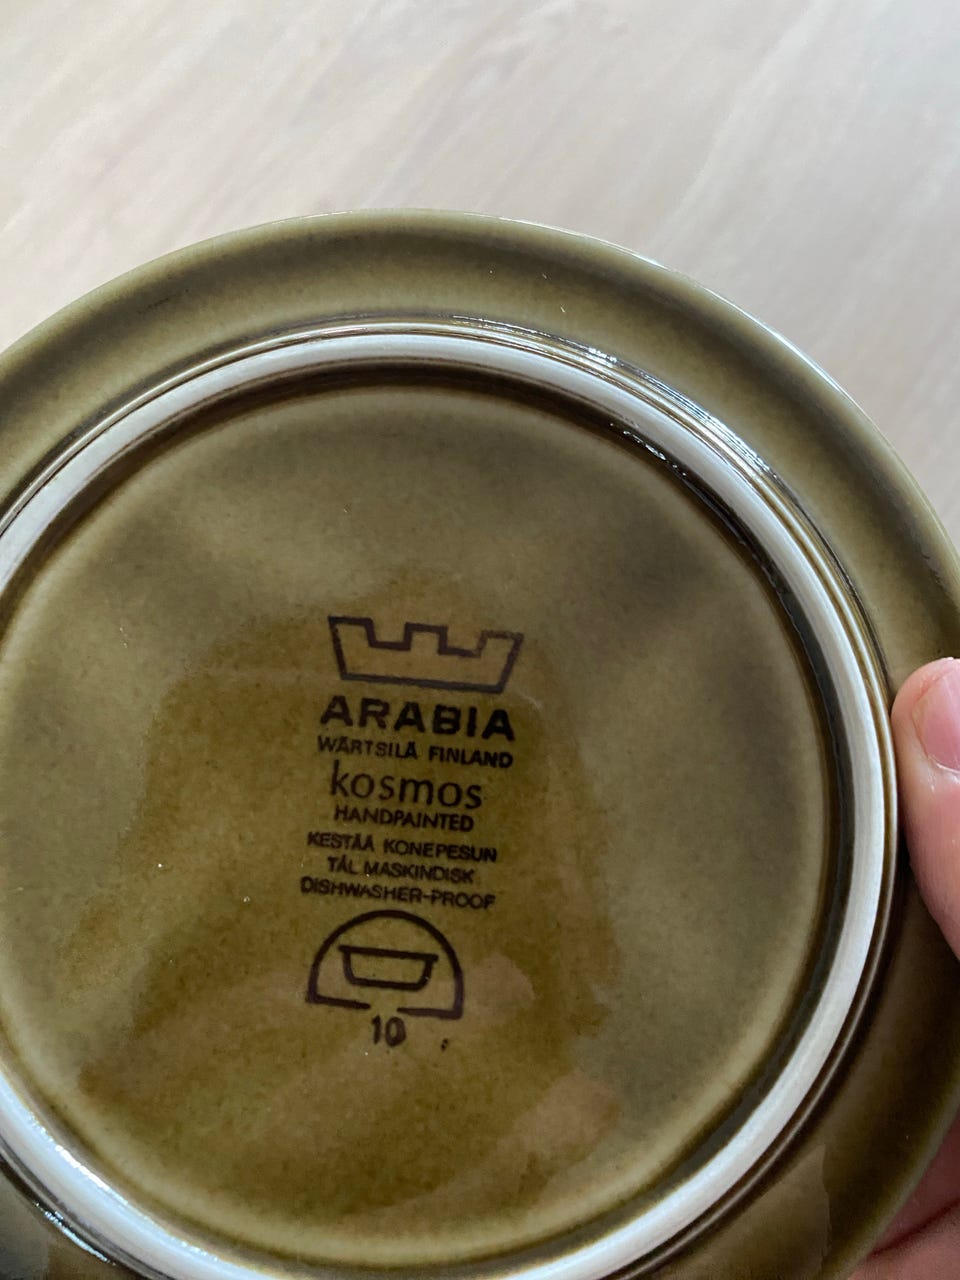 ARABIA
WÄRTSILÄ FINLAND
kosmos
HANDPAINTED
KESTÄÄ KONEPESUN
TÅL MASKINDISK
DISHWASHER-PROOF
10